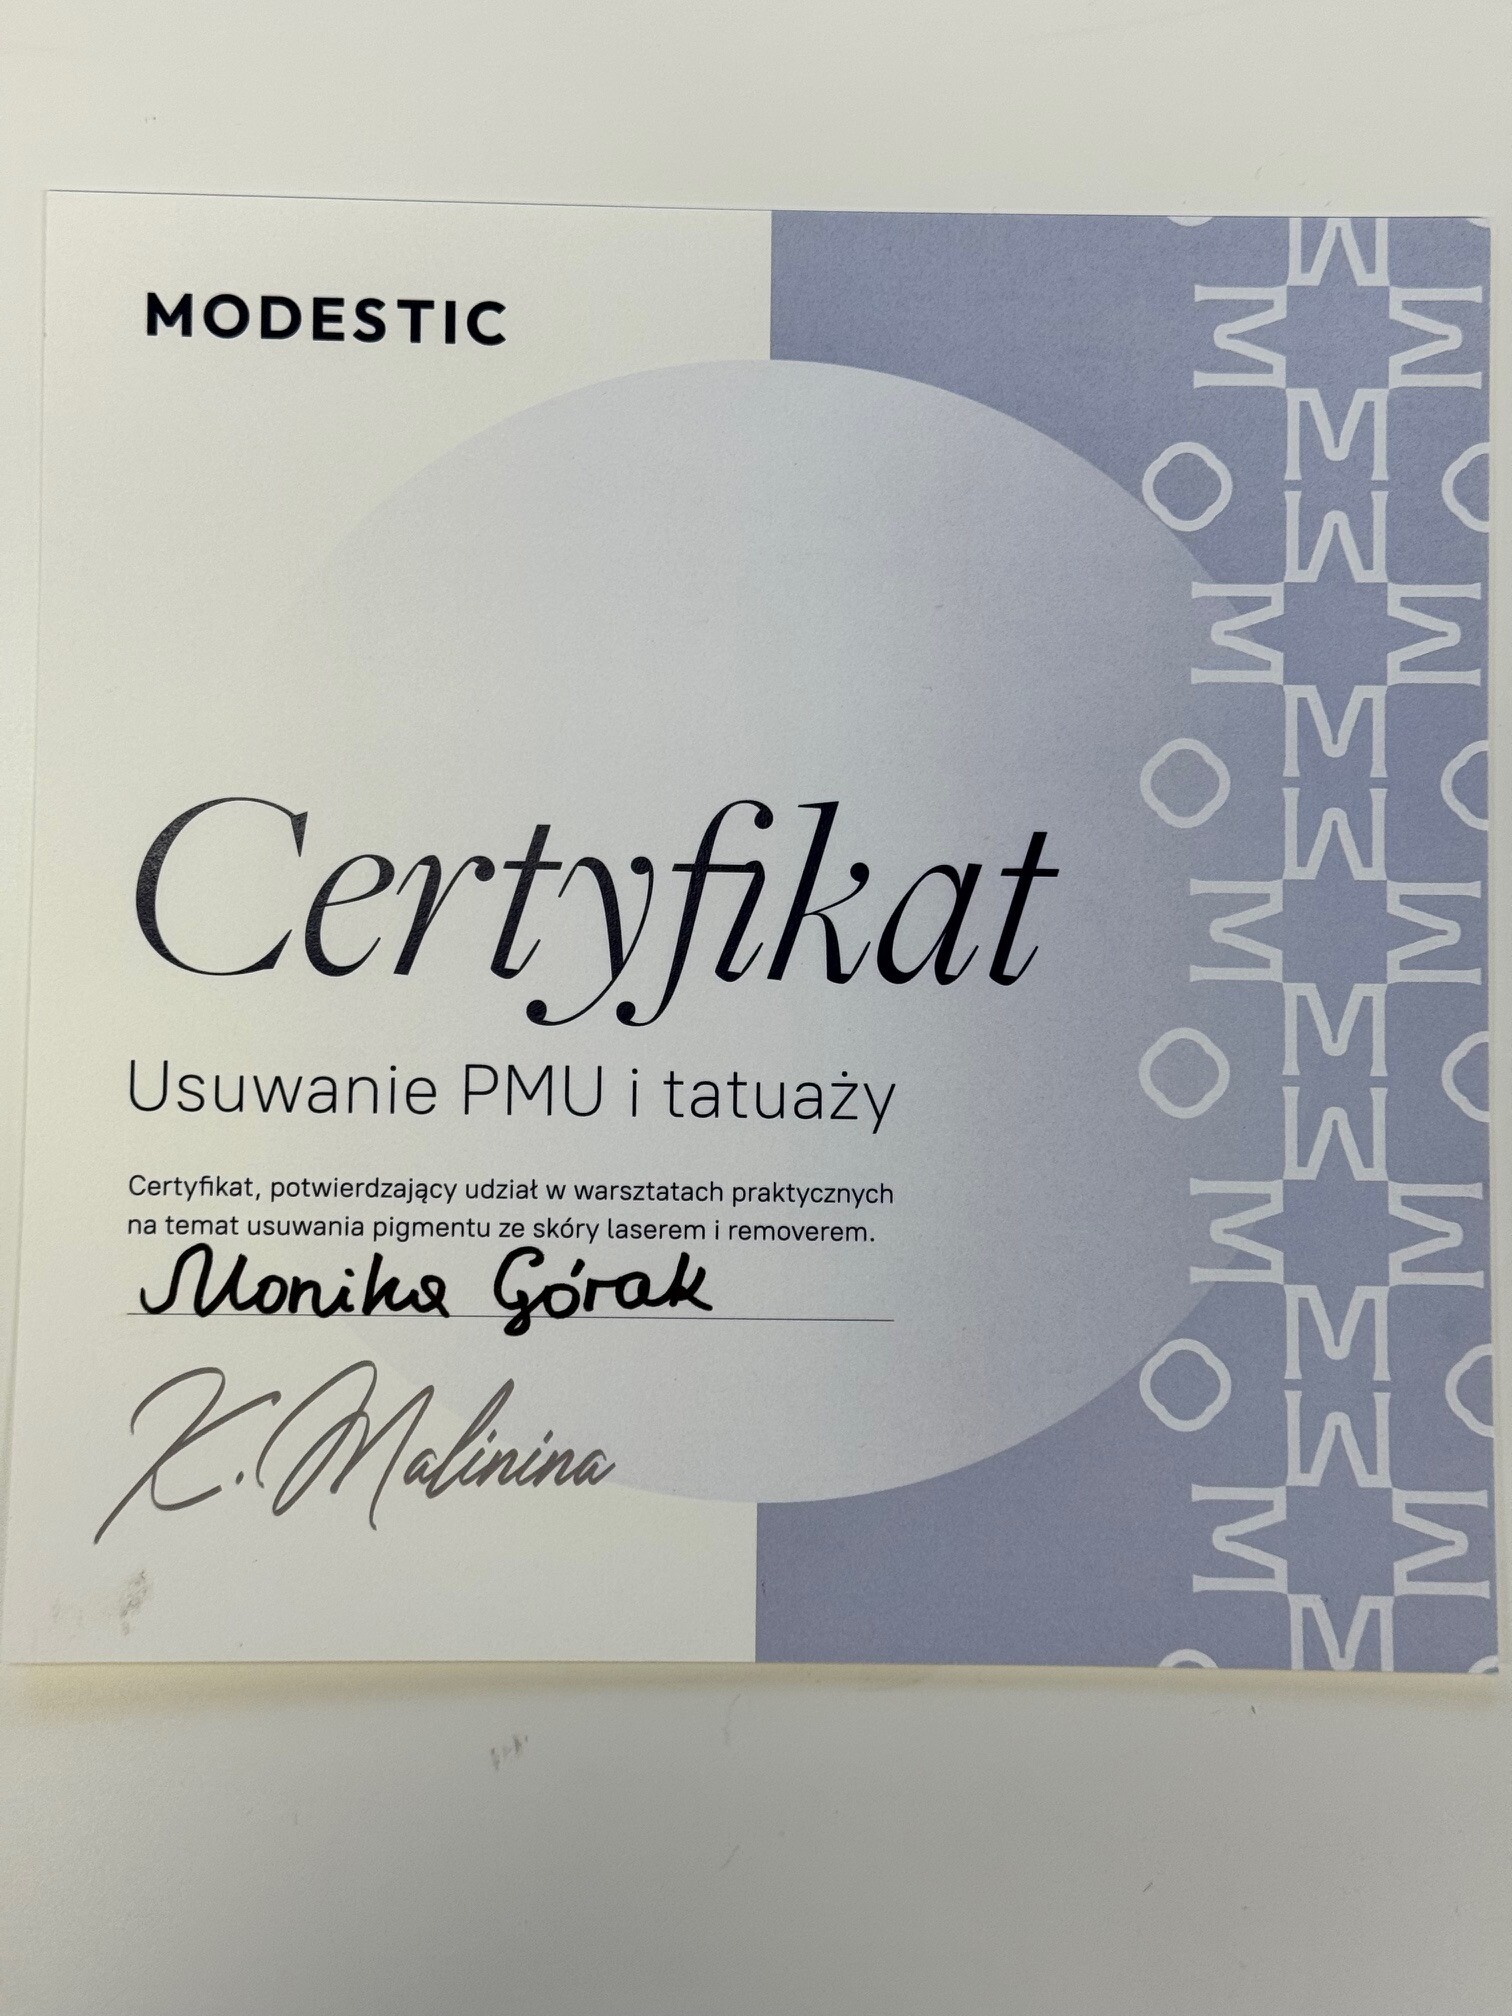 MODESTIC
Certyfikat
Usuwanie PMU i tatuaży
Certyfikat, potwierdzający udział w warsztatach praktycznych
na temat usuwania pigmentu ze skóry laserem i removerem.
Monika Górak
K. Malinina